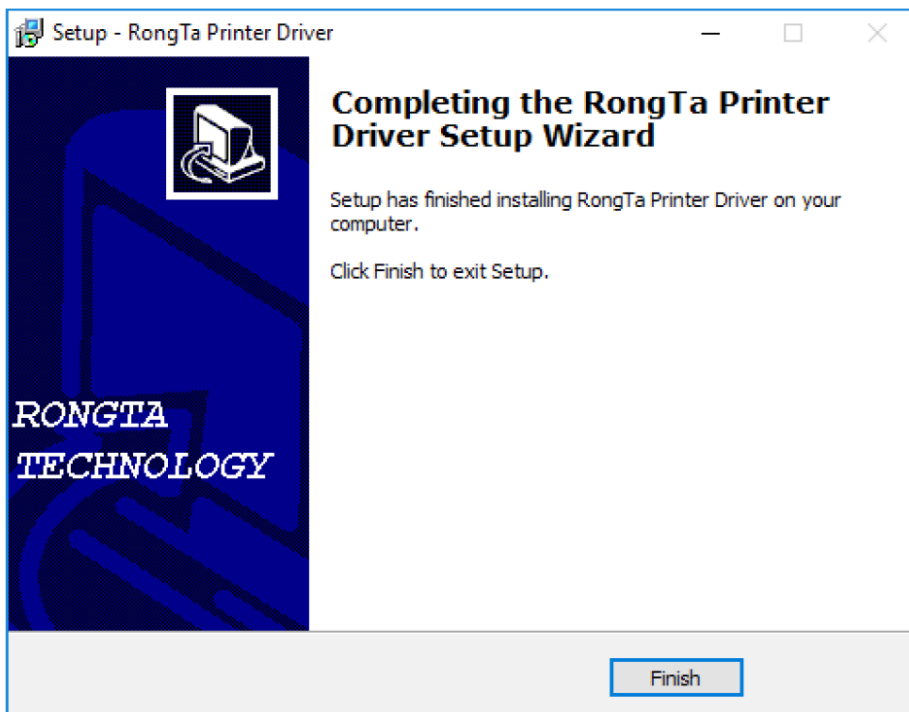 Setup - RongTa Printer Driver
Completing the RongTa Printer
Driver Setup Wizard
Setup has finished installing RongTa Printer Driver on your
computer.
Click Finish to exit Setup.
RONGTA
TECHNOLOGY
Finish